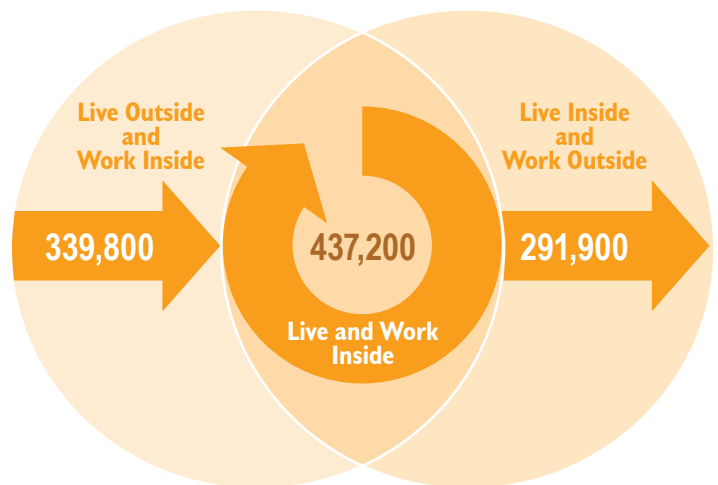 Live Outside
and
Work Inside
339,800
437,200
Live and Work
Inside
Live Inside
and
Work Outside
291,900